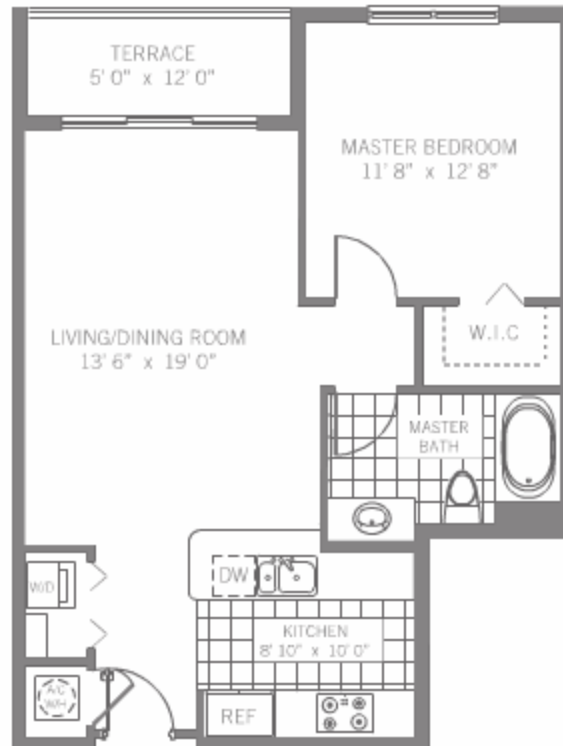 TERRACE
5' 0" x 12' 0"
MASTER BEDROOM
11' 8" x 12' 8"
LIVING/DINING ROOM
13' 6" x 19' 0"
W.I.C
MASTER
BATH
W/D
DW
KITCHEN
8' 10" x 10' 0"
A/C
W/H
REF